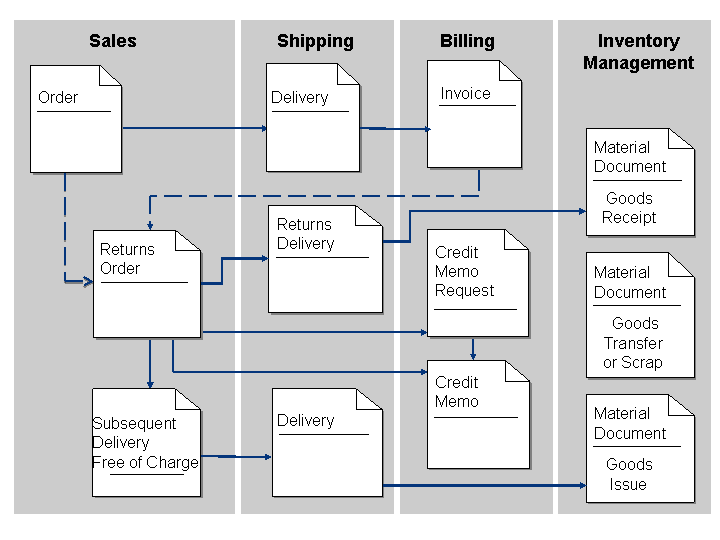 Sales
Shipping
Billing
Inventory
Management
Order
Delivery
Invoice
Material
Document
Goods
Receipt
Returns
Order
Returns
Delivery
Credit
Memo
Request
Material
Document
Goods
Transfer
or Scrap
Subsequent
Delivery
Free of Charge
Delivery
Credit
Memo
Material
Document
Goods
Issue